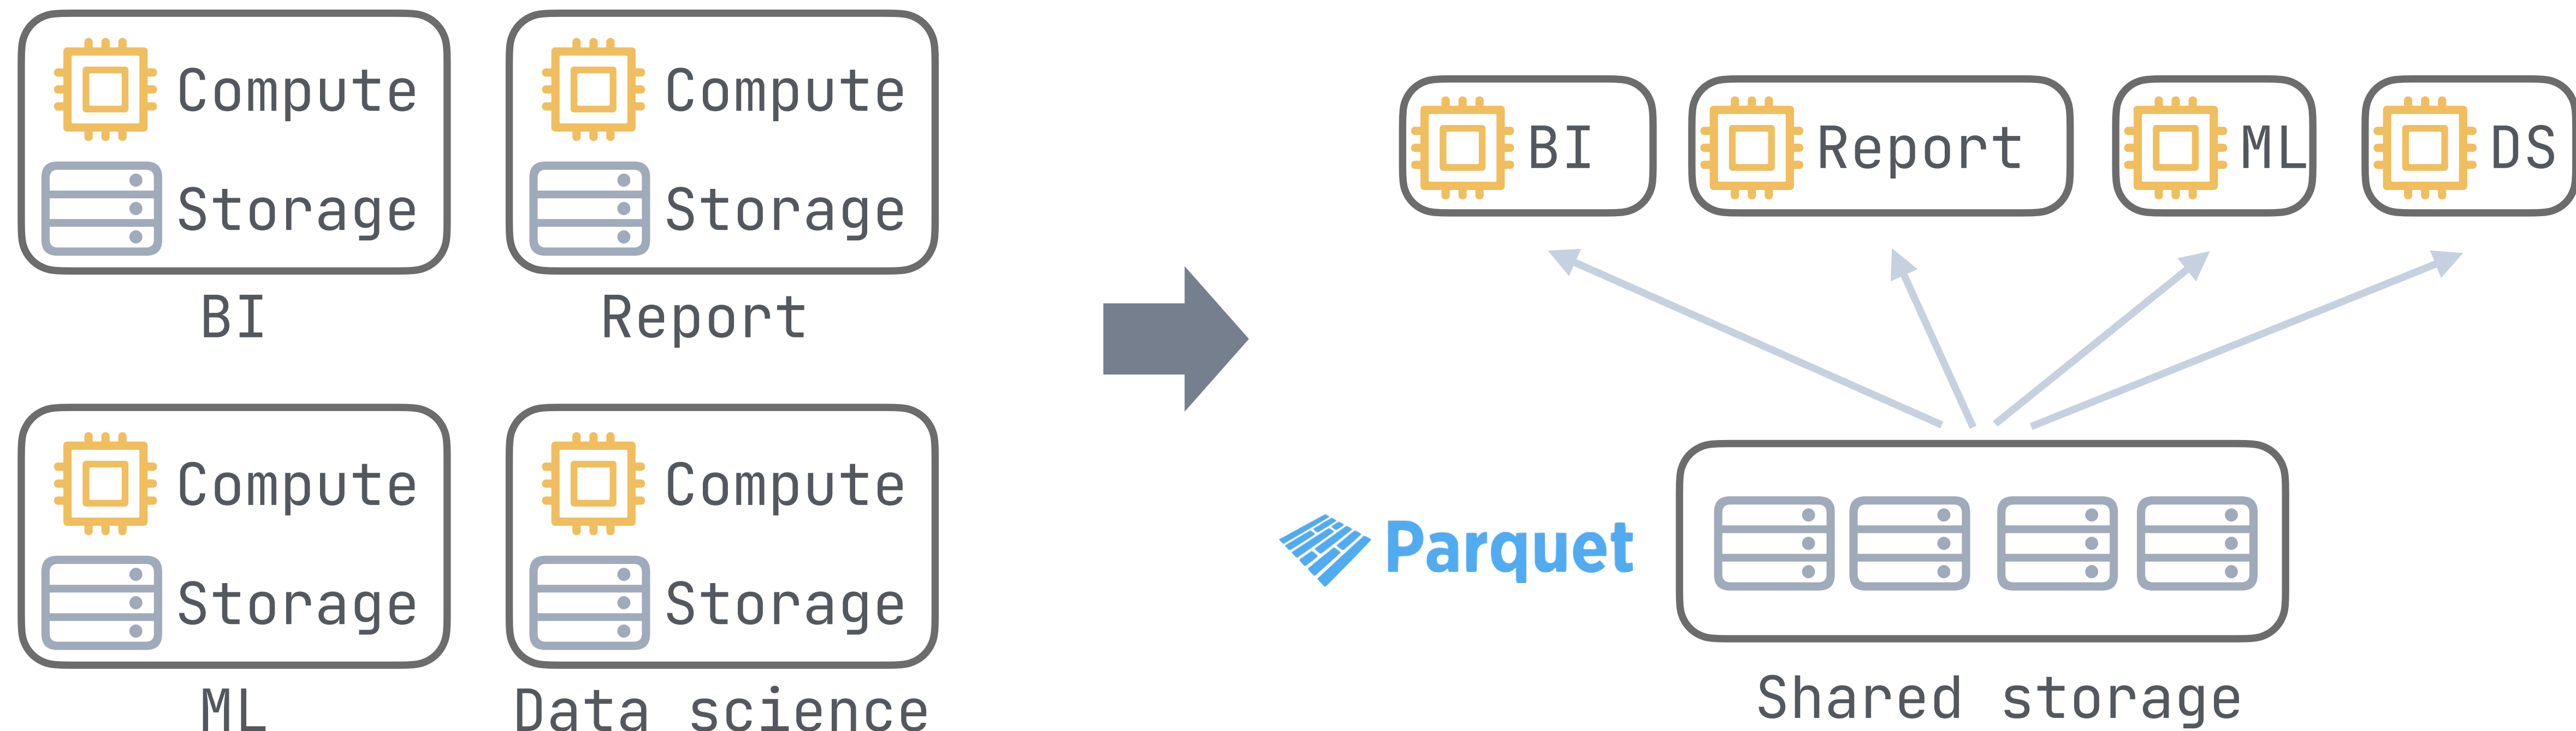 Compute
Storage
BI
Compute
Storage
Report
Compute
Storage
ML
Compute
Storage
Data science
BI
Report
ML
DS
Parquet
Shared storage